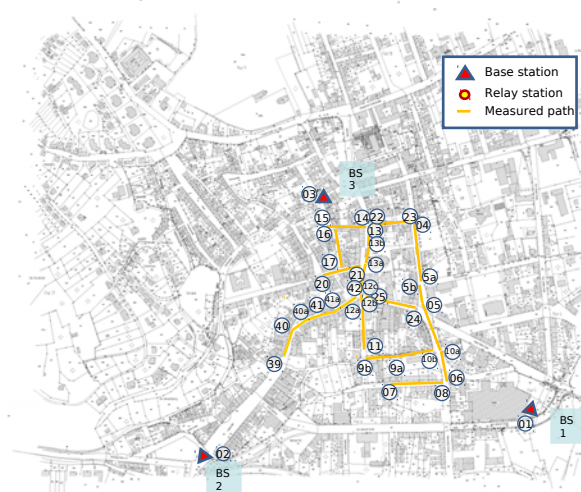 Base station
Relay station
Measured path
BS
3
03
15
14
22
23
04
16
13
13b
17
13a
20
21
5a
42
12c
5b
41a
25
05
41
12b
40a
12a
24
40
11
10a
39
9b
9a
10b
06
07
08
01
BS
1
02
BS
2